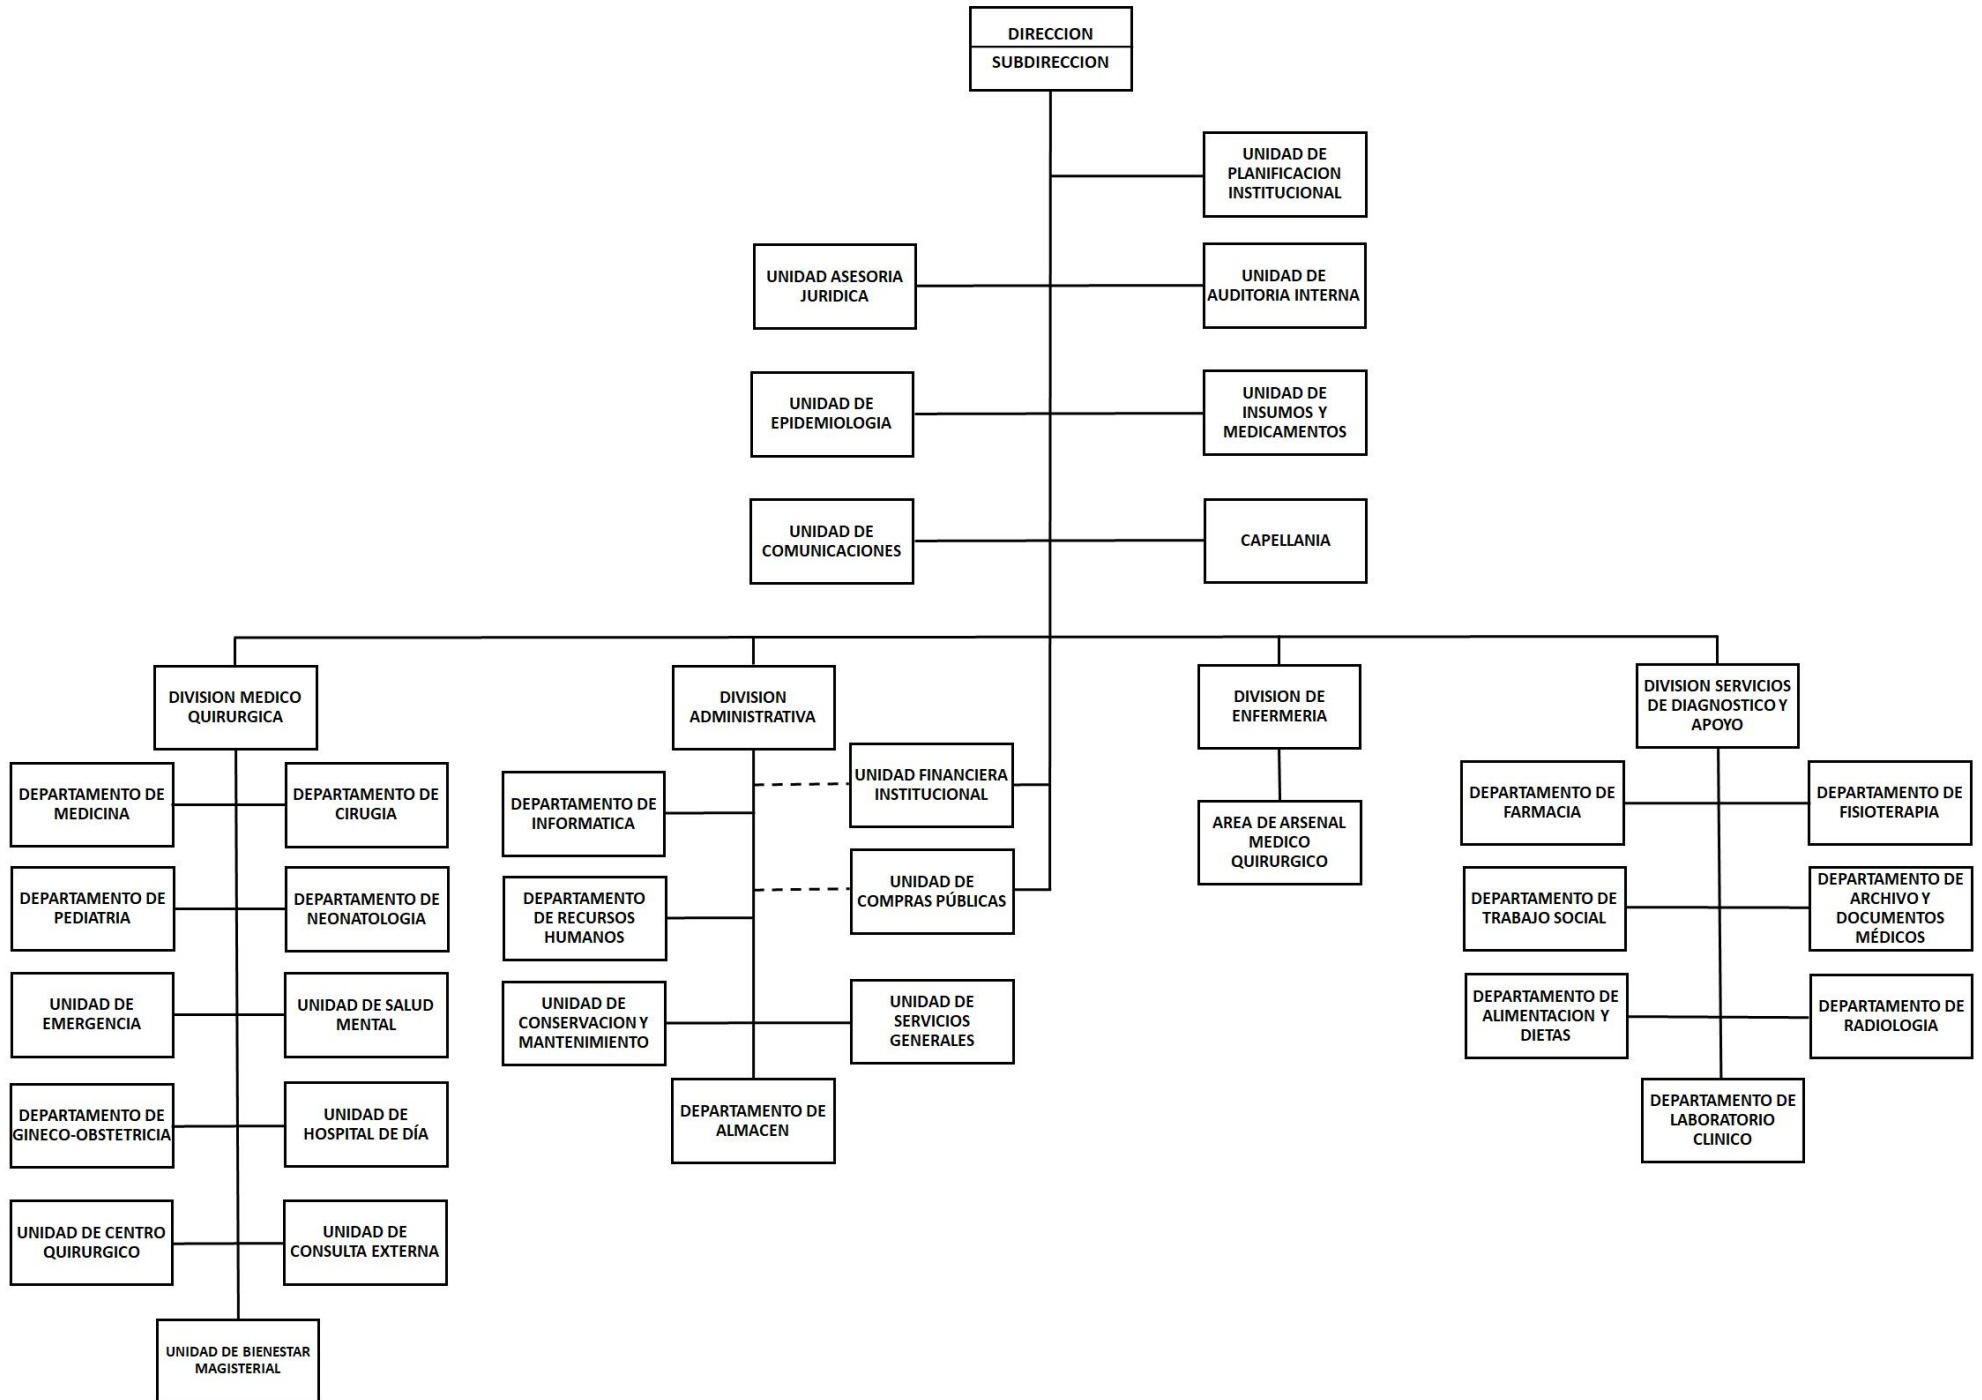 DIRECCION
SUBDIRECCION
UNIDAD DE
PLANIFICACION
INSTITUCIONAL
UNIDAD ASESORIA
JURIDICA
UNIDAD DE
AUDITORIA INTERNA
UNIDAD DE
EPIDEMIOLOGIA
UNIDAD DE
INSUMOS Y
MEDICAMENTOS
UNIDAD DE
COMUNICACIONES
CAPELLANIA
DIVISION MEDICO
QUIRURGICA
DIVISION
ADMINISTRATIVA
DIVISION DE
ENFERMERIA
DIVISION SERVICIOS
DE DIAGNOSTICO Y
APOYO
DEPARTAMENTO DE
MEDICINA
DEPARTAMENTO DE
CIRUGIA
DEPARTAMENTO DE
PEDIATRIA
DEPARTAMENTO DE
NEONATOLOGIA
UNIDAD DE
EMERGENCIA
UNIDAD DE SALUD
MENTAL
DEPARTAMENTO DE
GINECO-OBSTETRICIA
UNIDAD DE
HOSPITAL DE DÍA
UNIDAD DE CENTRO
QUIRURGICO
UNIDAD DE
CONSULTA EXTERNA
UNIDAD DE BIENESTAR
MAGISTERIAL
DEPARTAMENTO DE
INFORMATICA
UNIDAD FINANCIERA
INSTITUCIONAL
DEPARTAMENTO
DE RECURSOS
HUMANOS
UNIDAD DE
COMPRAS PÚBLICAS
UNIDAD DE
CONSERVACION Y
MANTENIMIENTO
UNIDAD DE
SERVICIOS
GENERALES
DEPARTAMENTO DE
ALMACEN
AREA DE ARSENAL
MEDICO
QUIRURGICO
DEPARTAMENTO DE
FARMACIA
DEPARTAMENTO DE
FISIOTERAPIA
DEPARTAMENTO DE
TRABAJO SOCIAL
DEPARTAMENTO DE
ARCHIVO Y
DOCUMENTOS
MÉDICOS
DEPARTAMENTO DE
ALIMENTACION Y
DIETAS
DEPARTAMENTO DE
RADIOLOGIA
DEPARTAMENTO DE
LABORATORIO
CLINICO